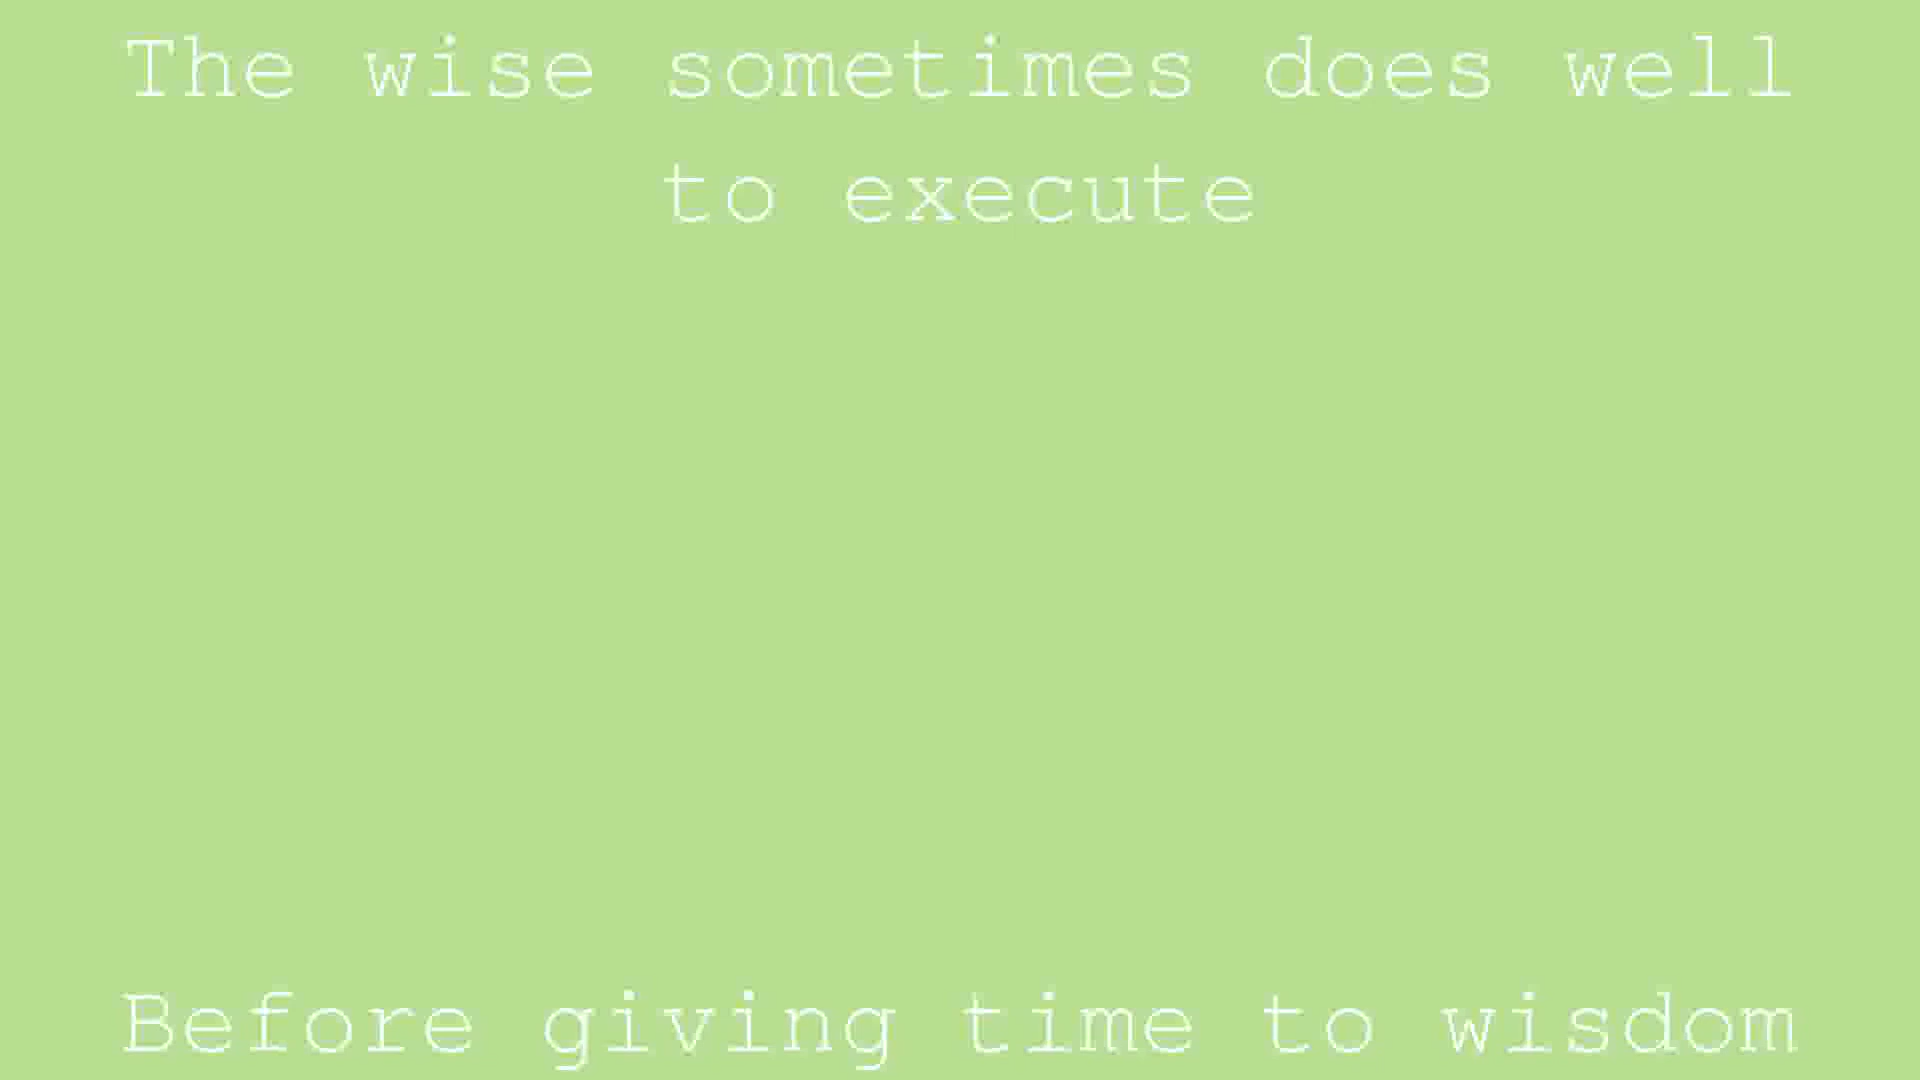 The wise sometimes does well
to execute
Before giving time to wisdom